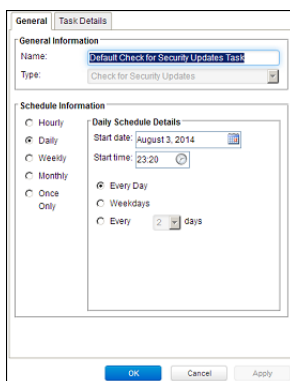 General Task Details
General Information
Name: Default Check for Security Updates Task
Type: Check for Security Updates
Schedule Information
Hourly
Daily
Weekly
Monthly
Once Only
Daily Schedule Details
Start date: August 3, 2014
Start time: 23:20
Every Day
Weekdays
Every 2 days
OK Cancel Apply